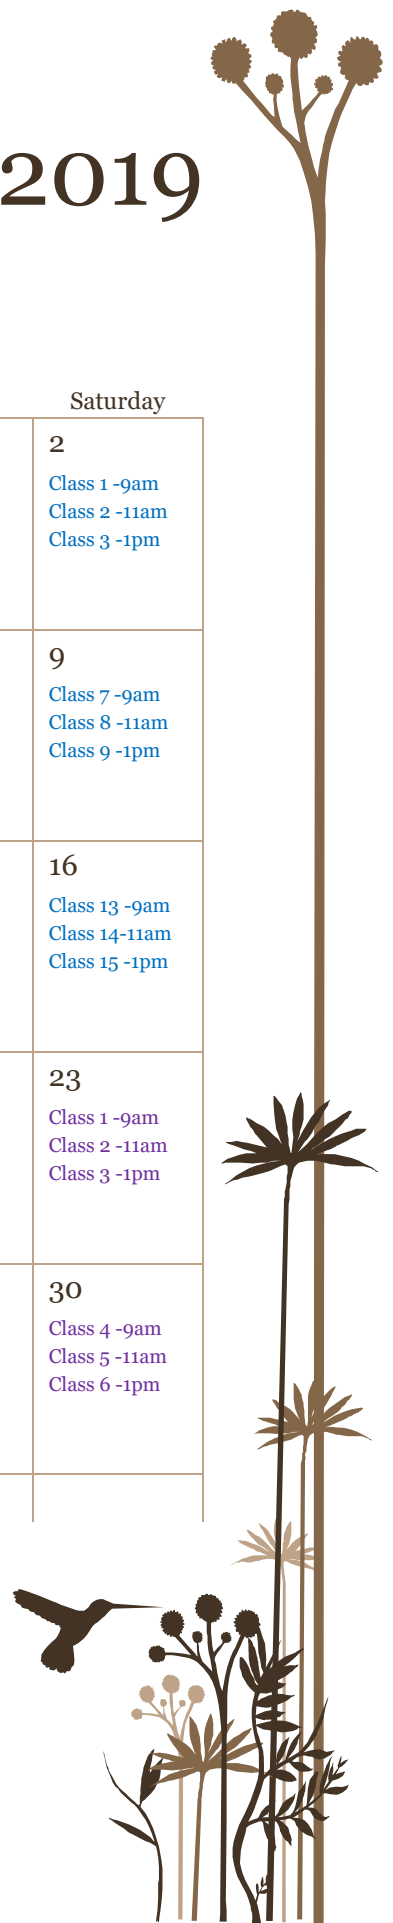 2019
Saturday
2
Class 1 -9am
Class 2 -11am
Class 3 -1pm
9
Class 7 -9am
Class 8 -11am
Class 9 -1pm
16
Class 13 -9am
Class 14-11am
Class 15 -1pm
23
Class 1 -9am
Class 2 -11am
Class 3 -1pm
30
Class 4 -9am
Class 5 -11am
Class 6 -1pm